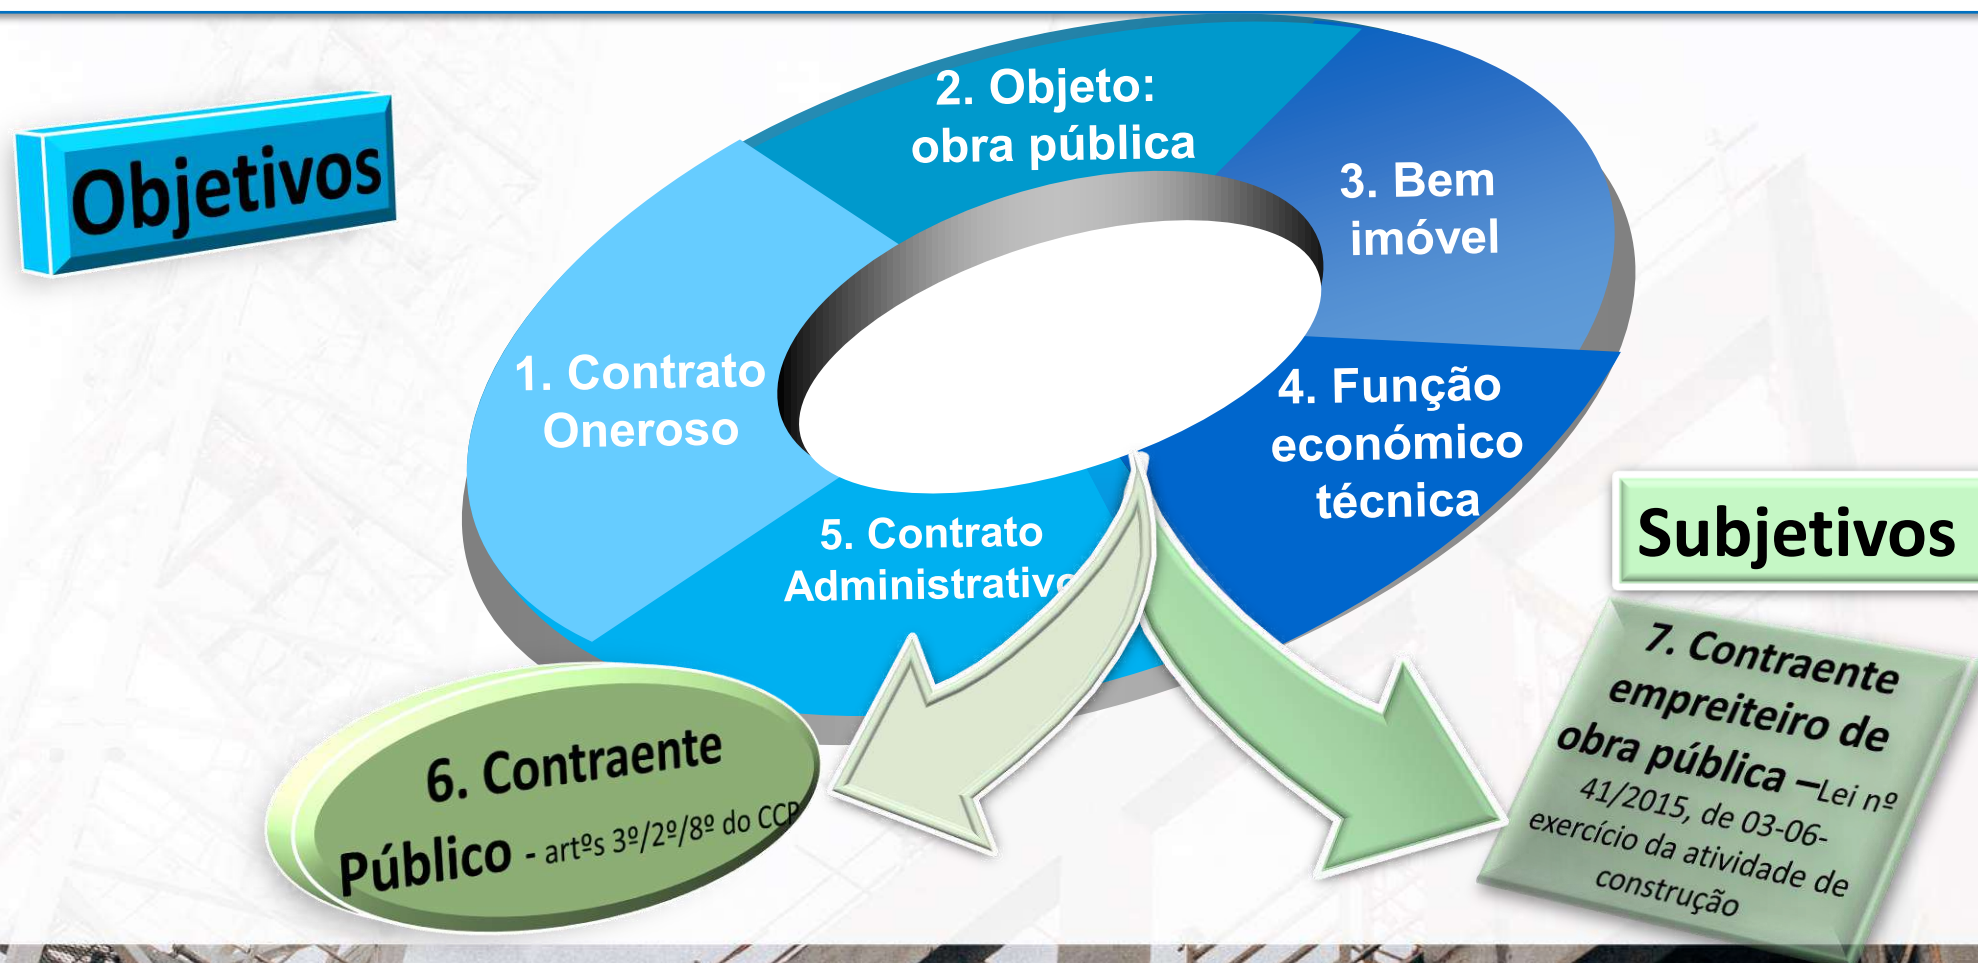 Objetivos
2. Objeto:
obra pública
3. Bem
imóvel
1. Contrato
Oneroso
4. Função
económico
técnica
5. Contrato
Administrativo
Subjetivos
6. Contraente
Público - artºs 3º/2º/8º do CCP
7. Contraente
empreiteiro de
obra pública –Lei nº
41/2015, de 03-06-
exercício da atividade de
construção